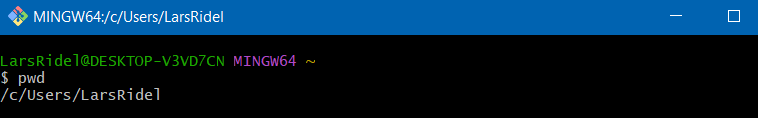 MINGW64:/c/Users/LarsRidel
LarsRidel@DESKTOP-V3VD7CN MINGW64 ~
$ pwd
/c/Users/LarsRidel